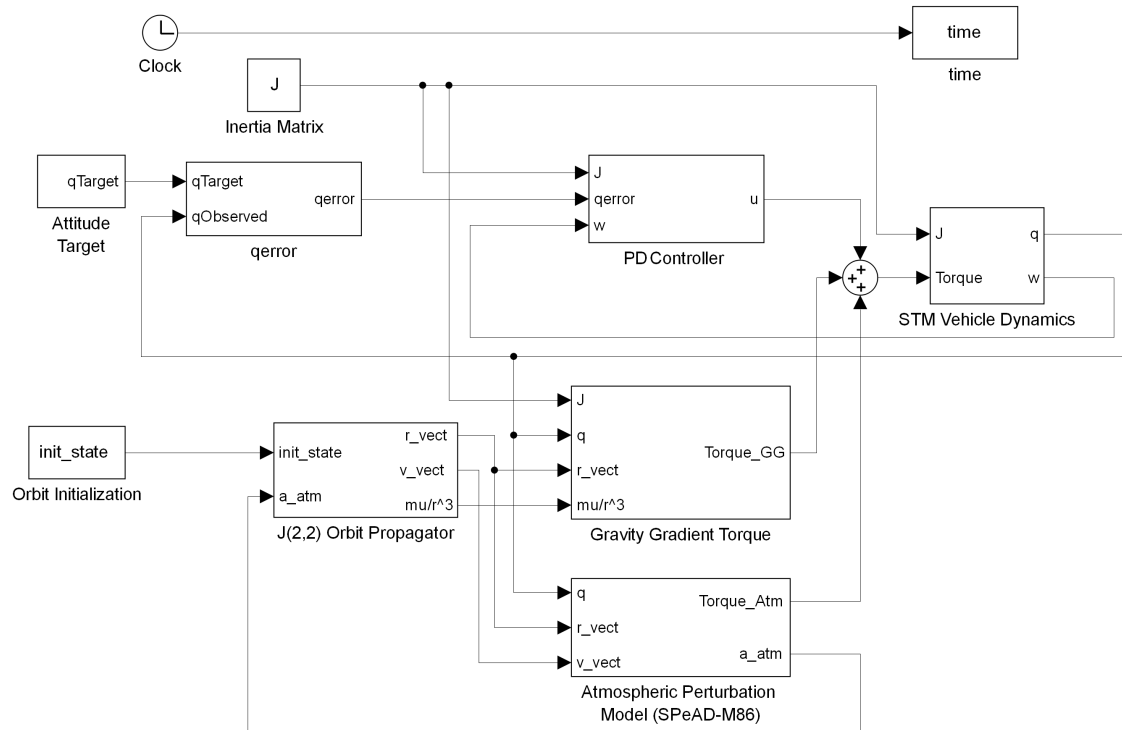 time
Clock
time
J
Inertia Matrix
qTarget
Attitude
Target
qTarget
qObserved
qerror
qerror
J
qerror
w
u
PD Controller
+
+
+
J
Torque
q
w
STM Vehicle Dynamics
init_state
Orbit Initialization
init_state
a_atm
r_vect
v_vect
mu/r^3
J(2,2) Orbit Propagator
J
q
r_vect
mu/r^3
Torque_GG
Gravity Gradient Torque
q
r_vect
v_vect
Torque_Atm
a_atm
Atmospheric Perturbation
Model (SPeAD-M86)